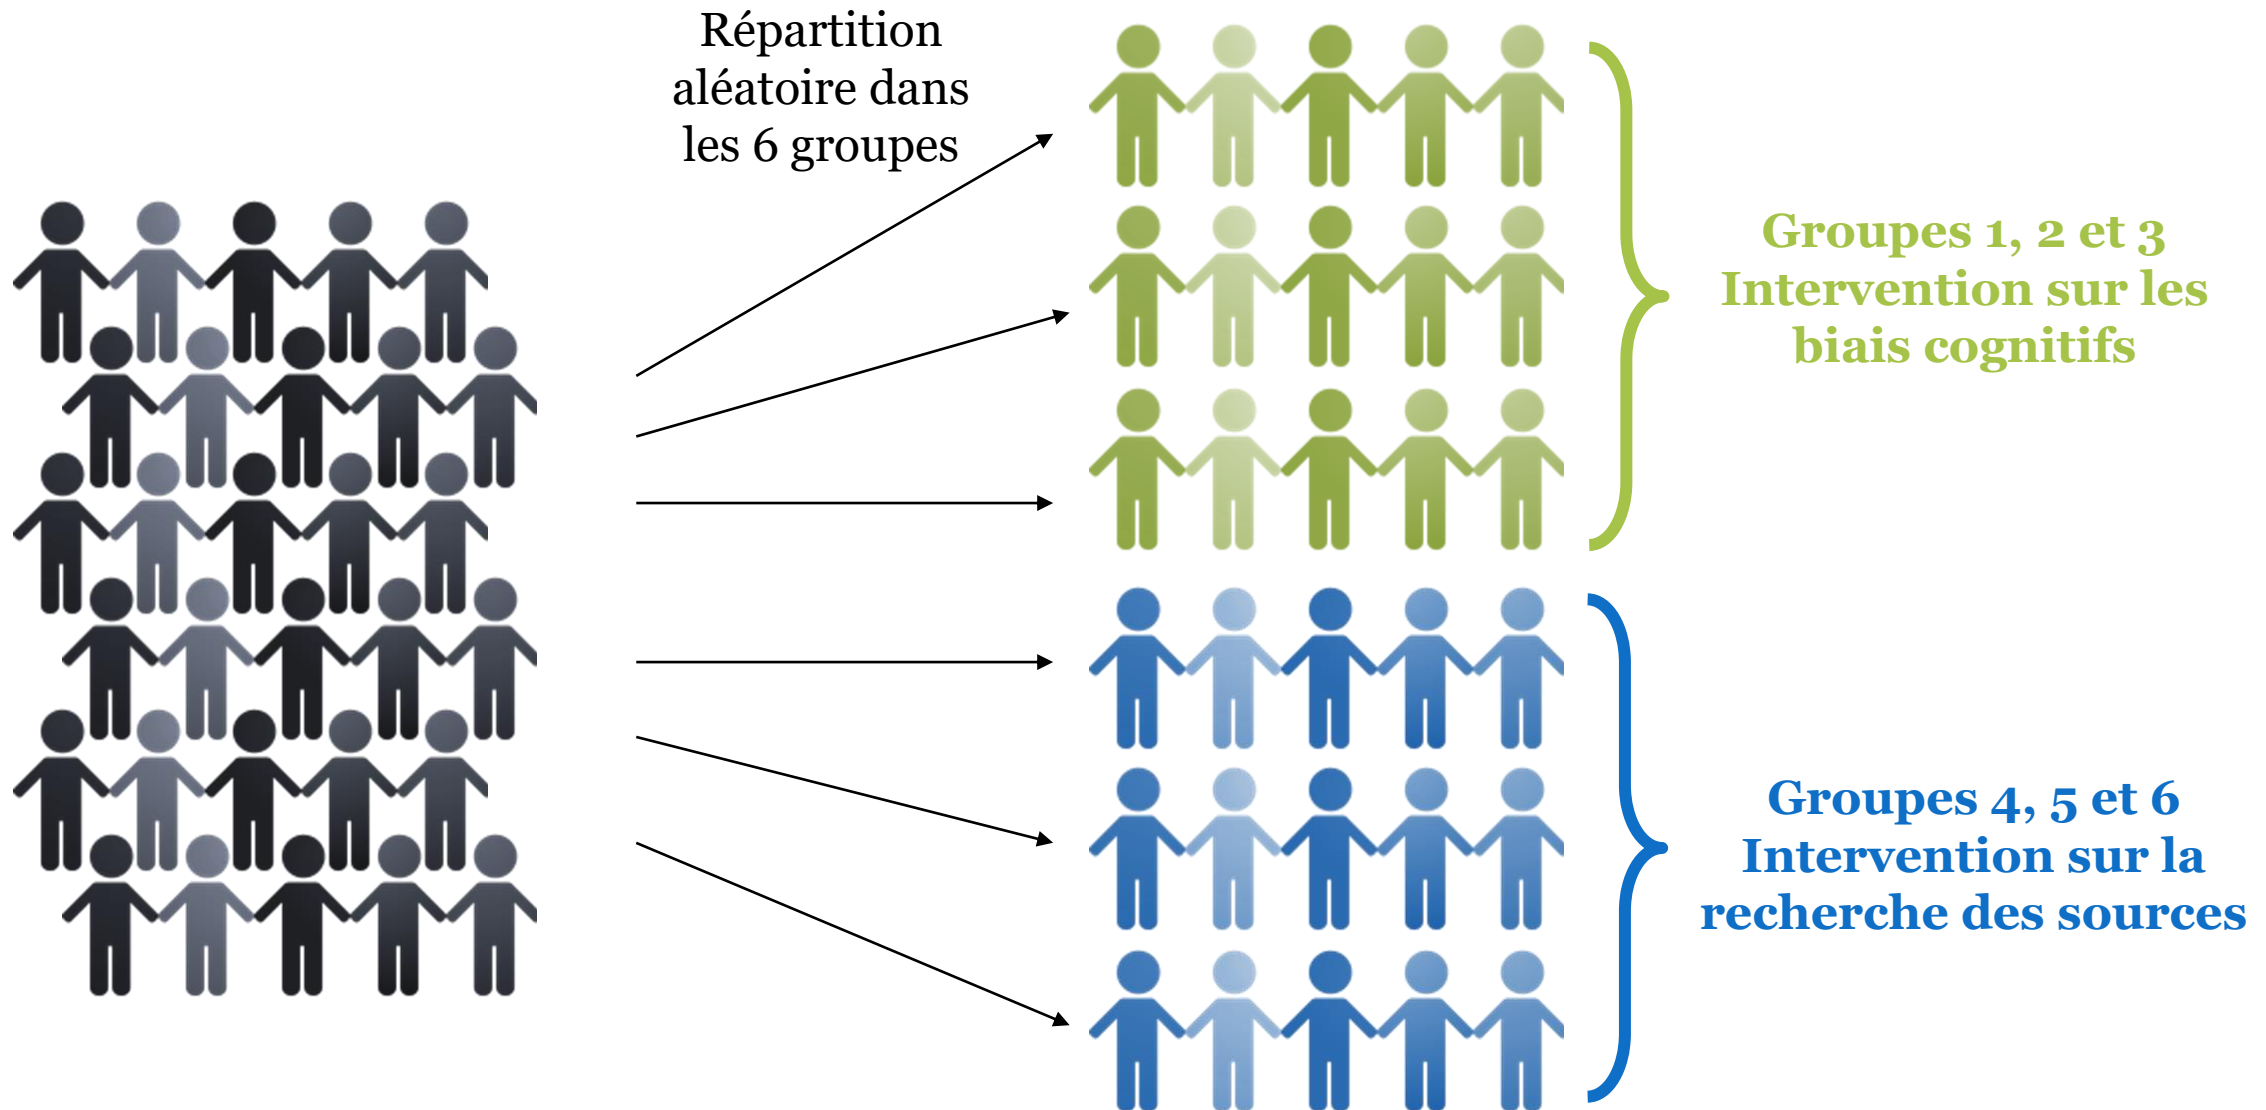 Répartition
aléatoire dans
les 6 groupes
Groupes 1, 2 et 3
Intervention sur les
biais cognitifs
Groupes 4, 5 et 6
Intervention sur la
recherche des sources